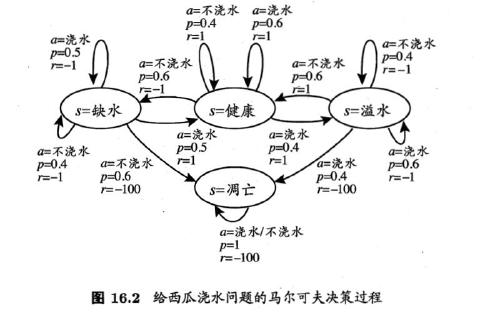 a=浇水
p=0.5
r=-1
a=不浇水
p=0.4
r=1
a=浇水
p=0.6
r=1
a=不浇水
p=0.4
r=-1
a=不浇水
p=0.6
r=-1
a=不浇水
p=0.6
r=1
s=缺水
s=健康
s=溢水
a=不浇水
p=0.4
r=-1
a=不浇水
p=0.6
r=-100
a=浇水
p=0.5
r=1
a=浇水
p=0.4
r=1
a=浇水
p=0.4
r=-100
a=浇水
p=0.6
r=-1
s=凋亡
a=浇水/不浇水
p=1
r=-100
图 16.2 给西瓜浇水问题的马尔可夫决策过程